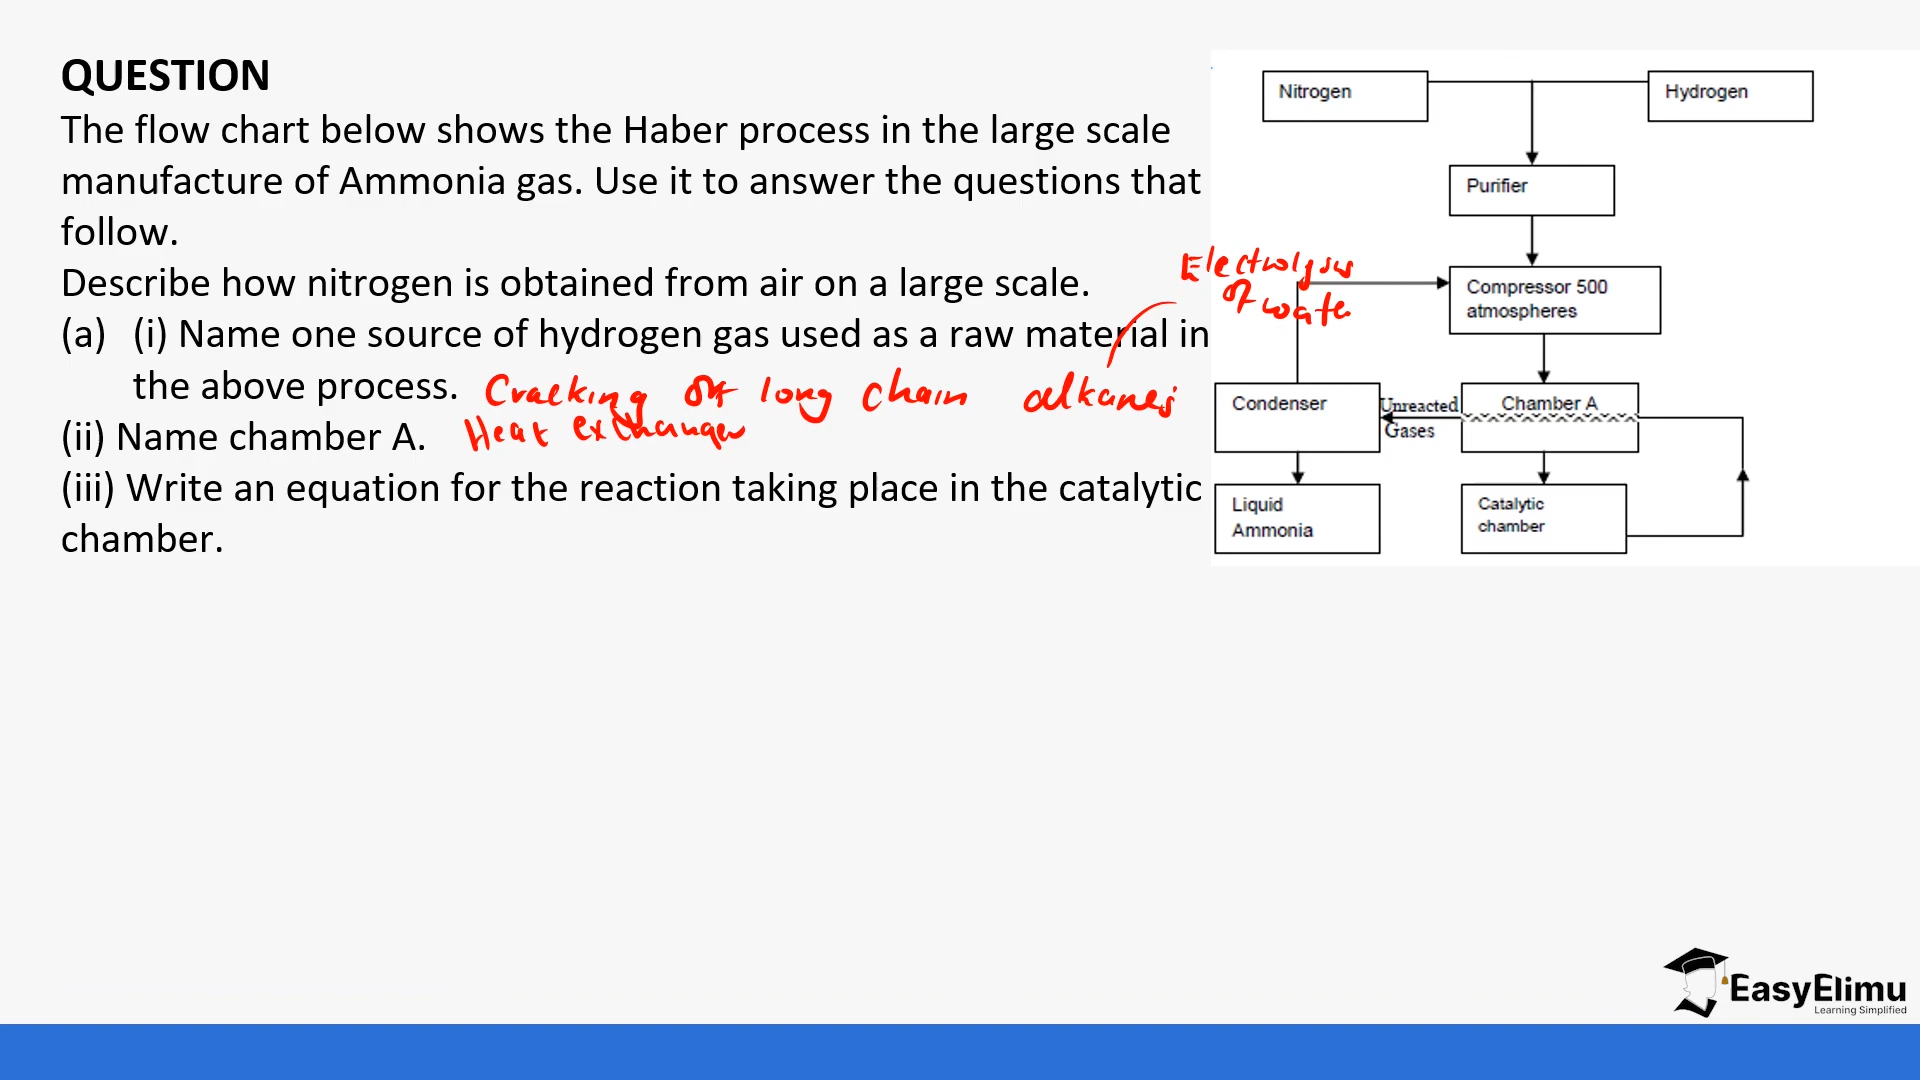 QUESTION
The flow chart below shows the Haber process in the large scale
manufacture of Ammonia gas. Use it to answer the questions that
follow.
Describe how nitrogen is obtained from air on a large scale.
(a) (i) Name one source of hydrogen gas used as a raw material in
the above process. Cracking of long chain alkanes
(ii) Name chamber A. Heat exchanger
(iii) Write an equation for the reaction taking place in the catalytic
chamber.
Electrolysis
of water
Nitrogen
Hydrogen
Purifier
Compressor 500
atmospheres
Condenser
Unreacted
Gases
Chamber A
Liquid
Ammonia
Catalytic
chamber
EasyElimu
Learning Simplified